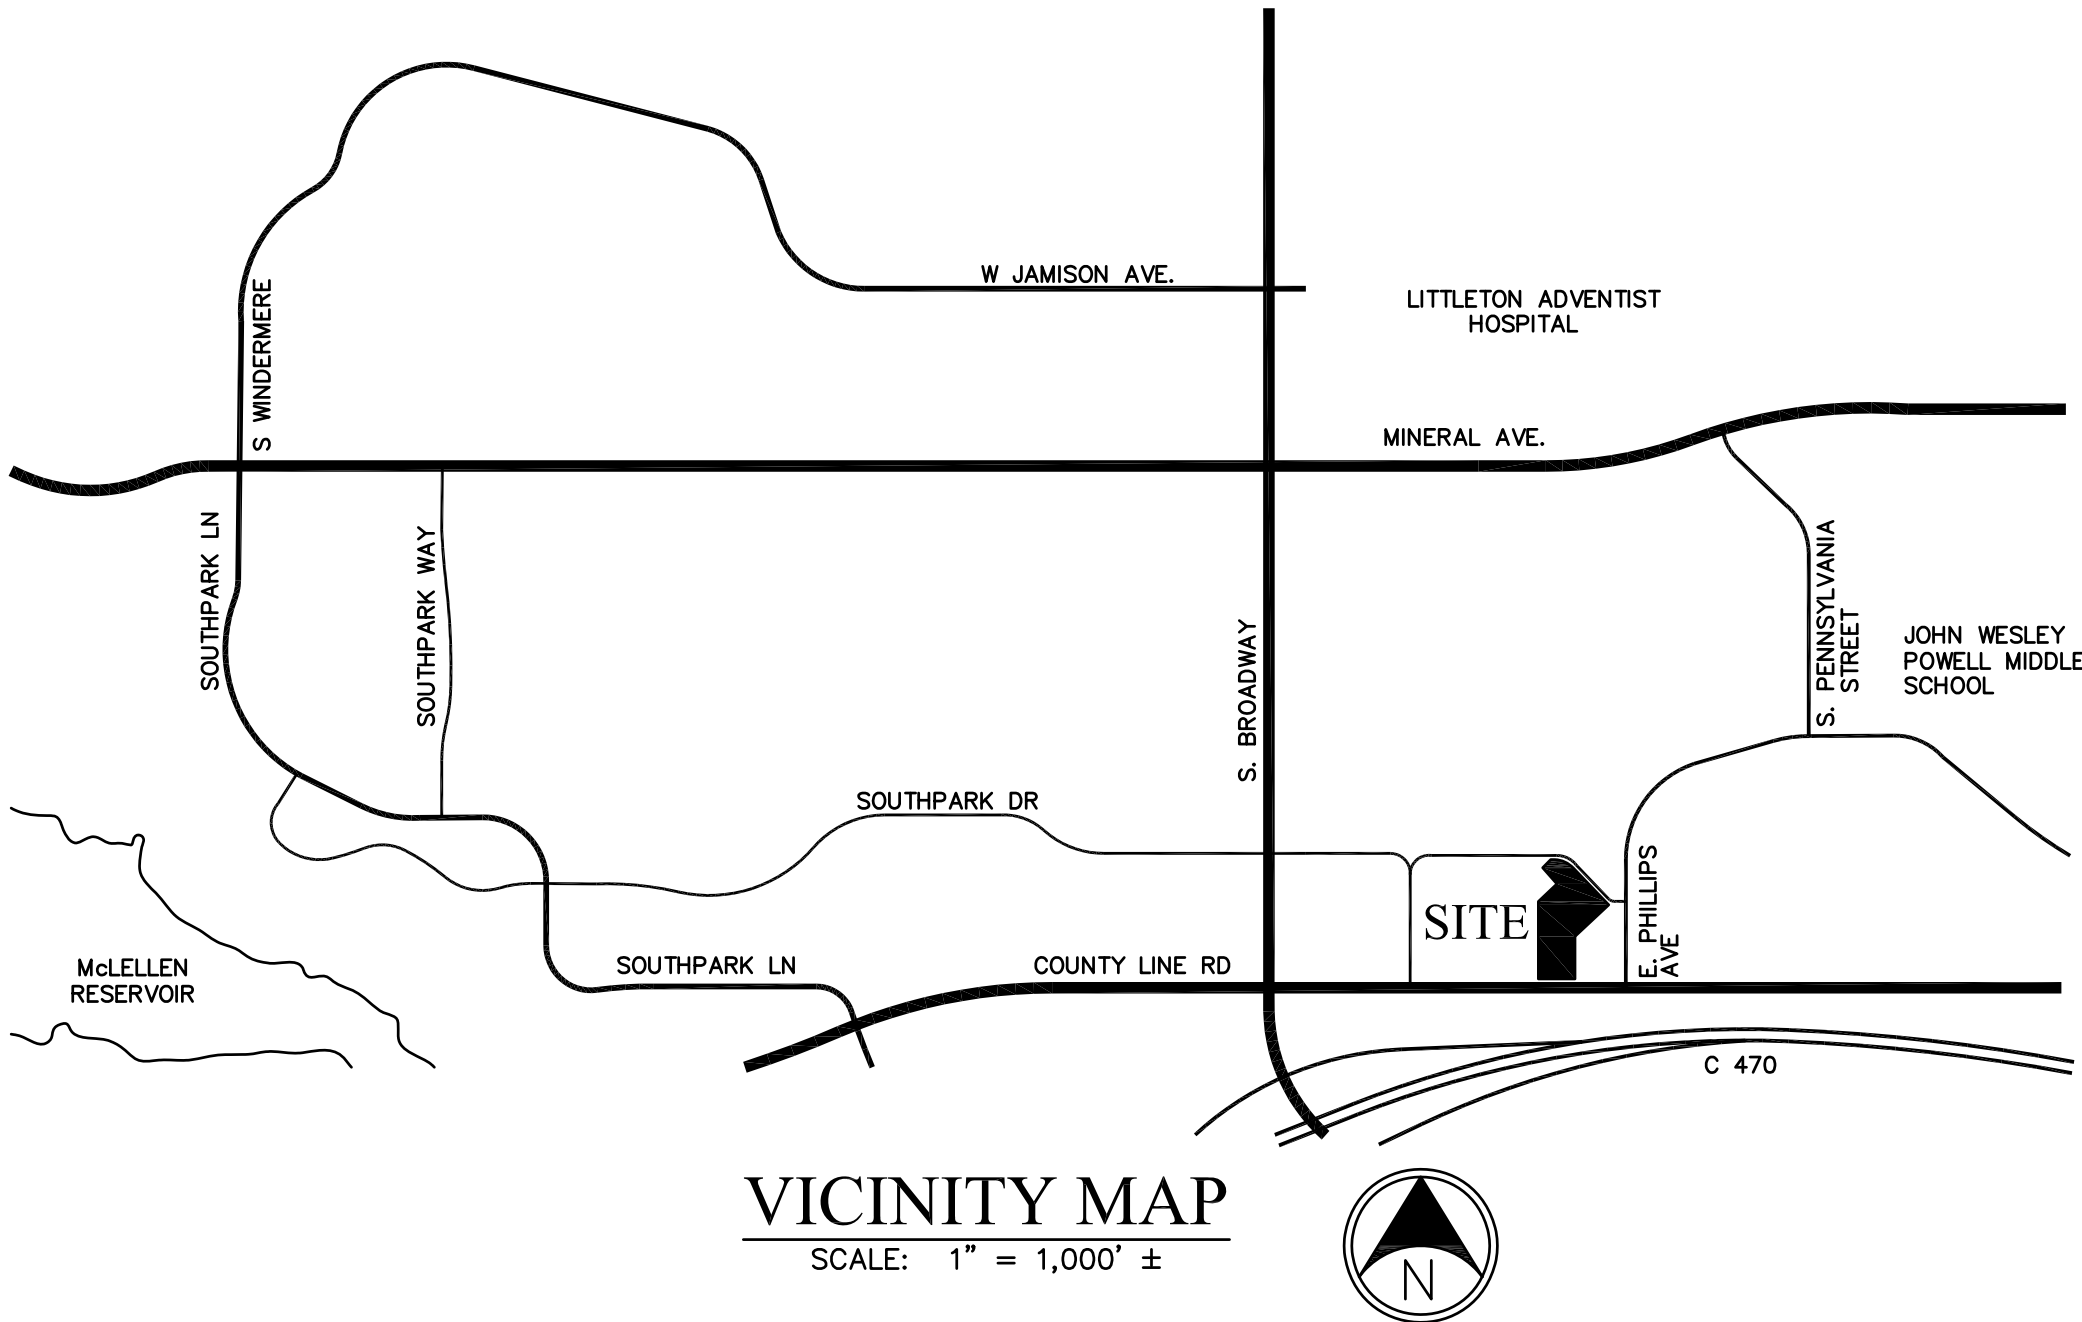 W JAMISON AVE.
LITTLETON ADVENTIST
HOSPITAL
S WINDERMERE
MINERAL AVE.
SOUTHPARK LN
SOUTHPARK WAY
S. BROADWAY
S. PENNSYLVANIA
STREET
JOHN WESLEY
POWELL MIDDLE
SCHOOL
SOUTHPARK DR
SITE
E. PHILLIPS
AVE
McLELLEN
RESERVOIR
SOUTHPARK LN
COUNTY LINE RD
C 470
VICINITY MAP
SCALE: 1" = 1,000' ±
N